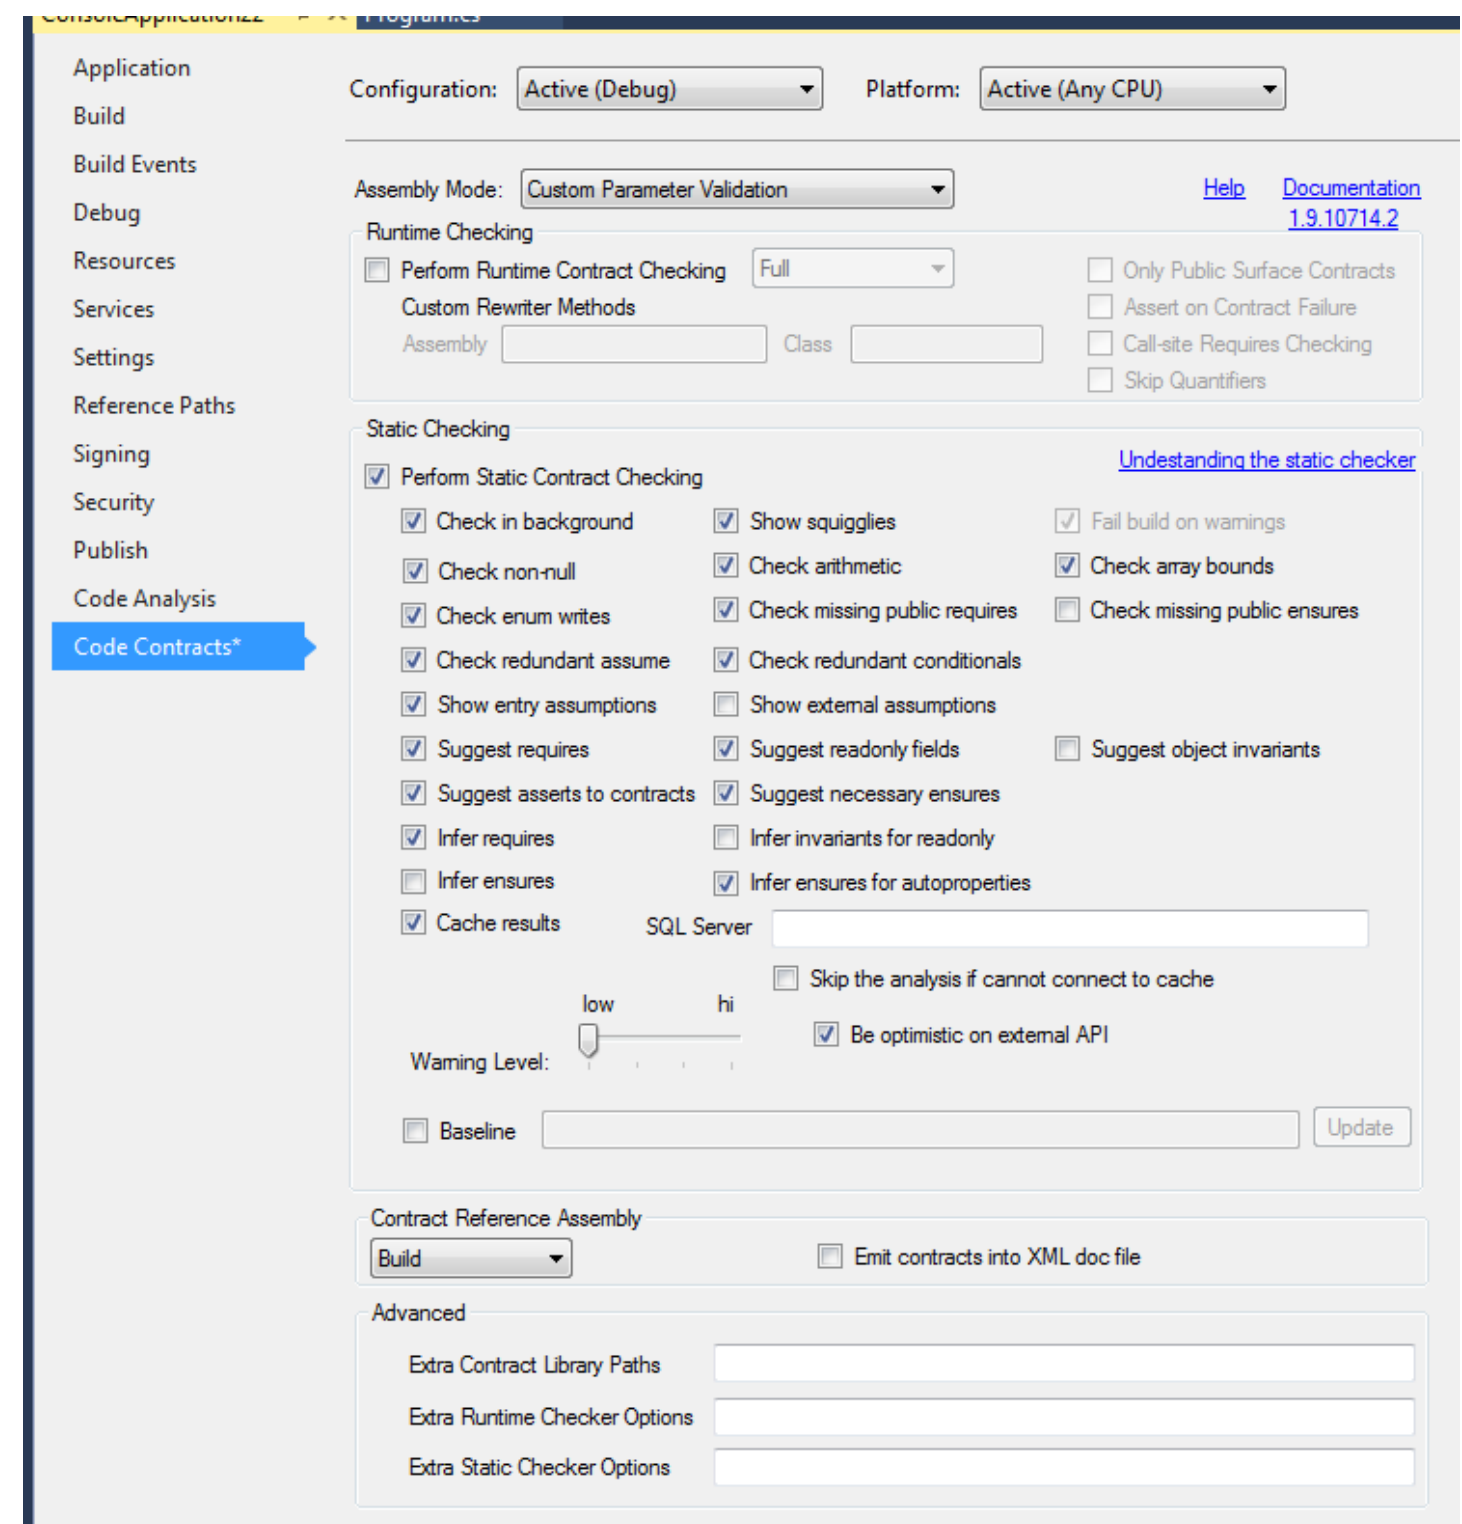 ConsoleApplication22 Program.cs
Application
Build
Build Events
Debug
Resources
Services
Settings
Reference Paths
Signing
Security
Publish
Code Analysis
Code Contracts*
Configuration: Active (Debug) Platform: Active (Any CPU)
Assembly Mode: Custom Parameter Validation Help Documentation
1.9.10714.2
Runtime Checking
Perform Runtime Contract Checking Full Only Public Surface Contracts
Custom Rewriter Methods Assert on Contract Failure
Assembly Class Call-site Requires Checking
Skip Quantifiers
Static Checking
Undestanding the static checker
Perform Static Contract Checking
Check in background Show squigglies Fail build on warnings
Check non-null Check arithmetic Check array bounds
Check enum writes Check missing public requires Check missing public ensures
Check redundant assume Check redundant conditionals
Show entry assumptions Show external assumptions
Suggest requires Suggest readonly fields Suggest object invariants
Suggest asserts to contracts Suggest necessary ensures
Infer requires Infer invariants for readonly
Infer ensures Infer ensures for autoproperties
Cache results SQL Server
Skip the analysis if cannot connect to cache
low hi
Be optimistic on external API
Warning Level:
Baseline Update
Contract Reference Assembly
Build Emit contracts into XML doc file
Advanced
Extra Contract Library Paths
Extra Runtime Checker Options
Extra Static Checker Options